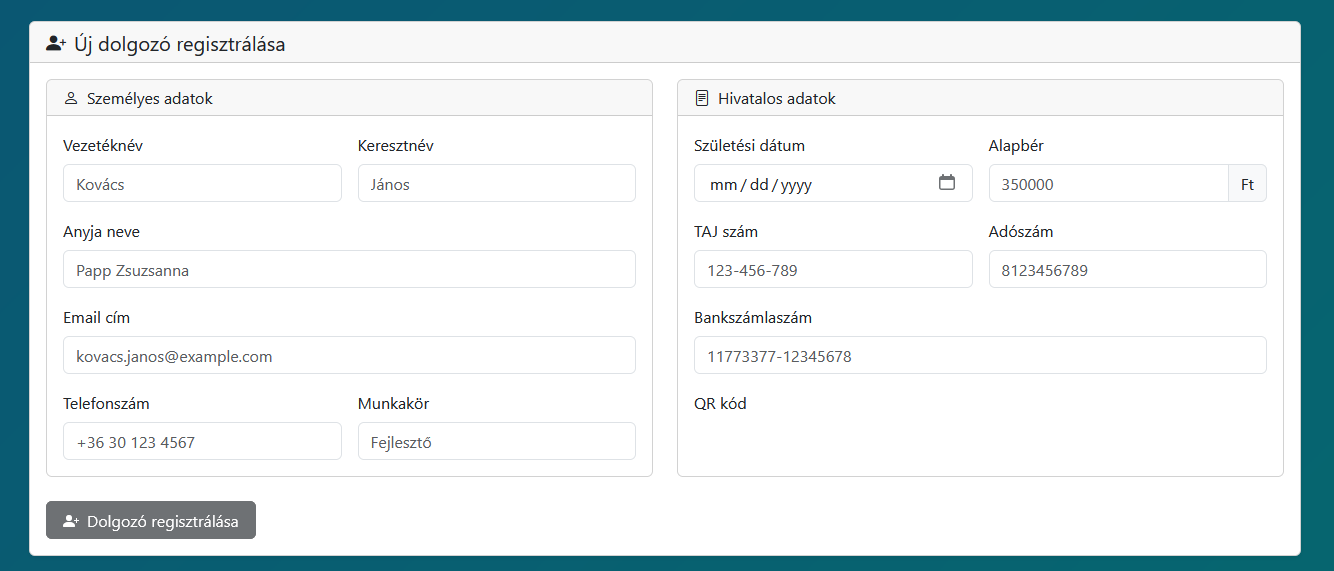 Új dolgozó regisztrálása
Személyes adatok
Vezetéknév Keresztnév
Kovács János
Anyja neve
Papp Zsuzsanna
Email cím
kovacs.janos@example.com
Telefonszám Munkakör
+36 30 123 4567 Fejlesztő
Hivatalos adatok
Születési dátum Alapbér
mm/dd/yyyy 350000 Ft
TAJ szám Adószám
123-456-789 8123456789
Bankszámlaszám
11773377-12345678
QR kód
Dolgozó regisztrálása